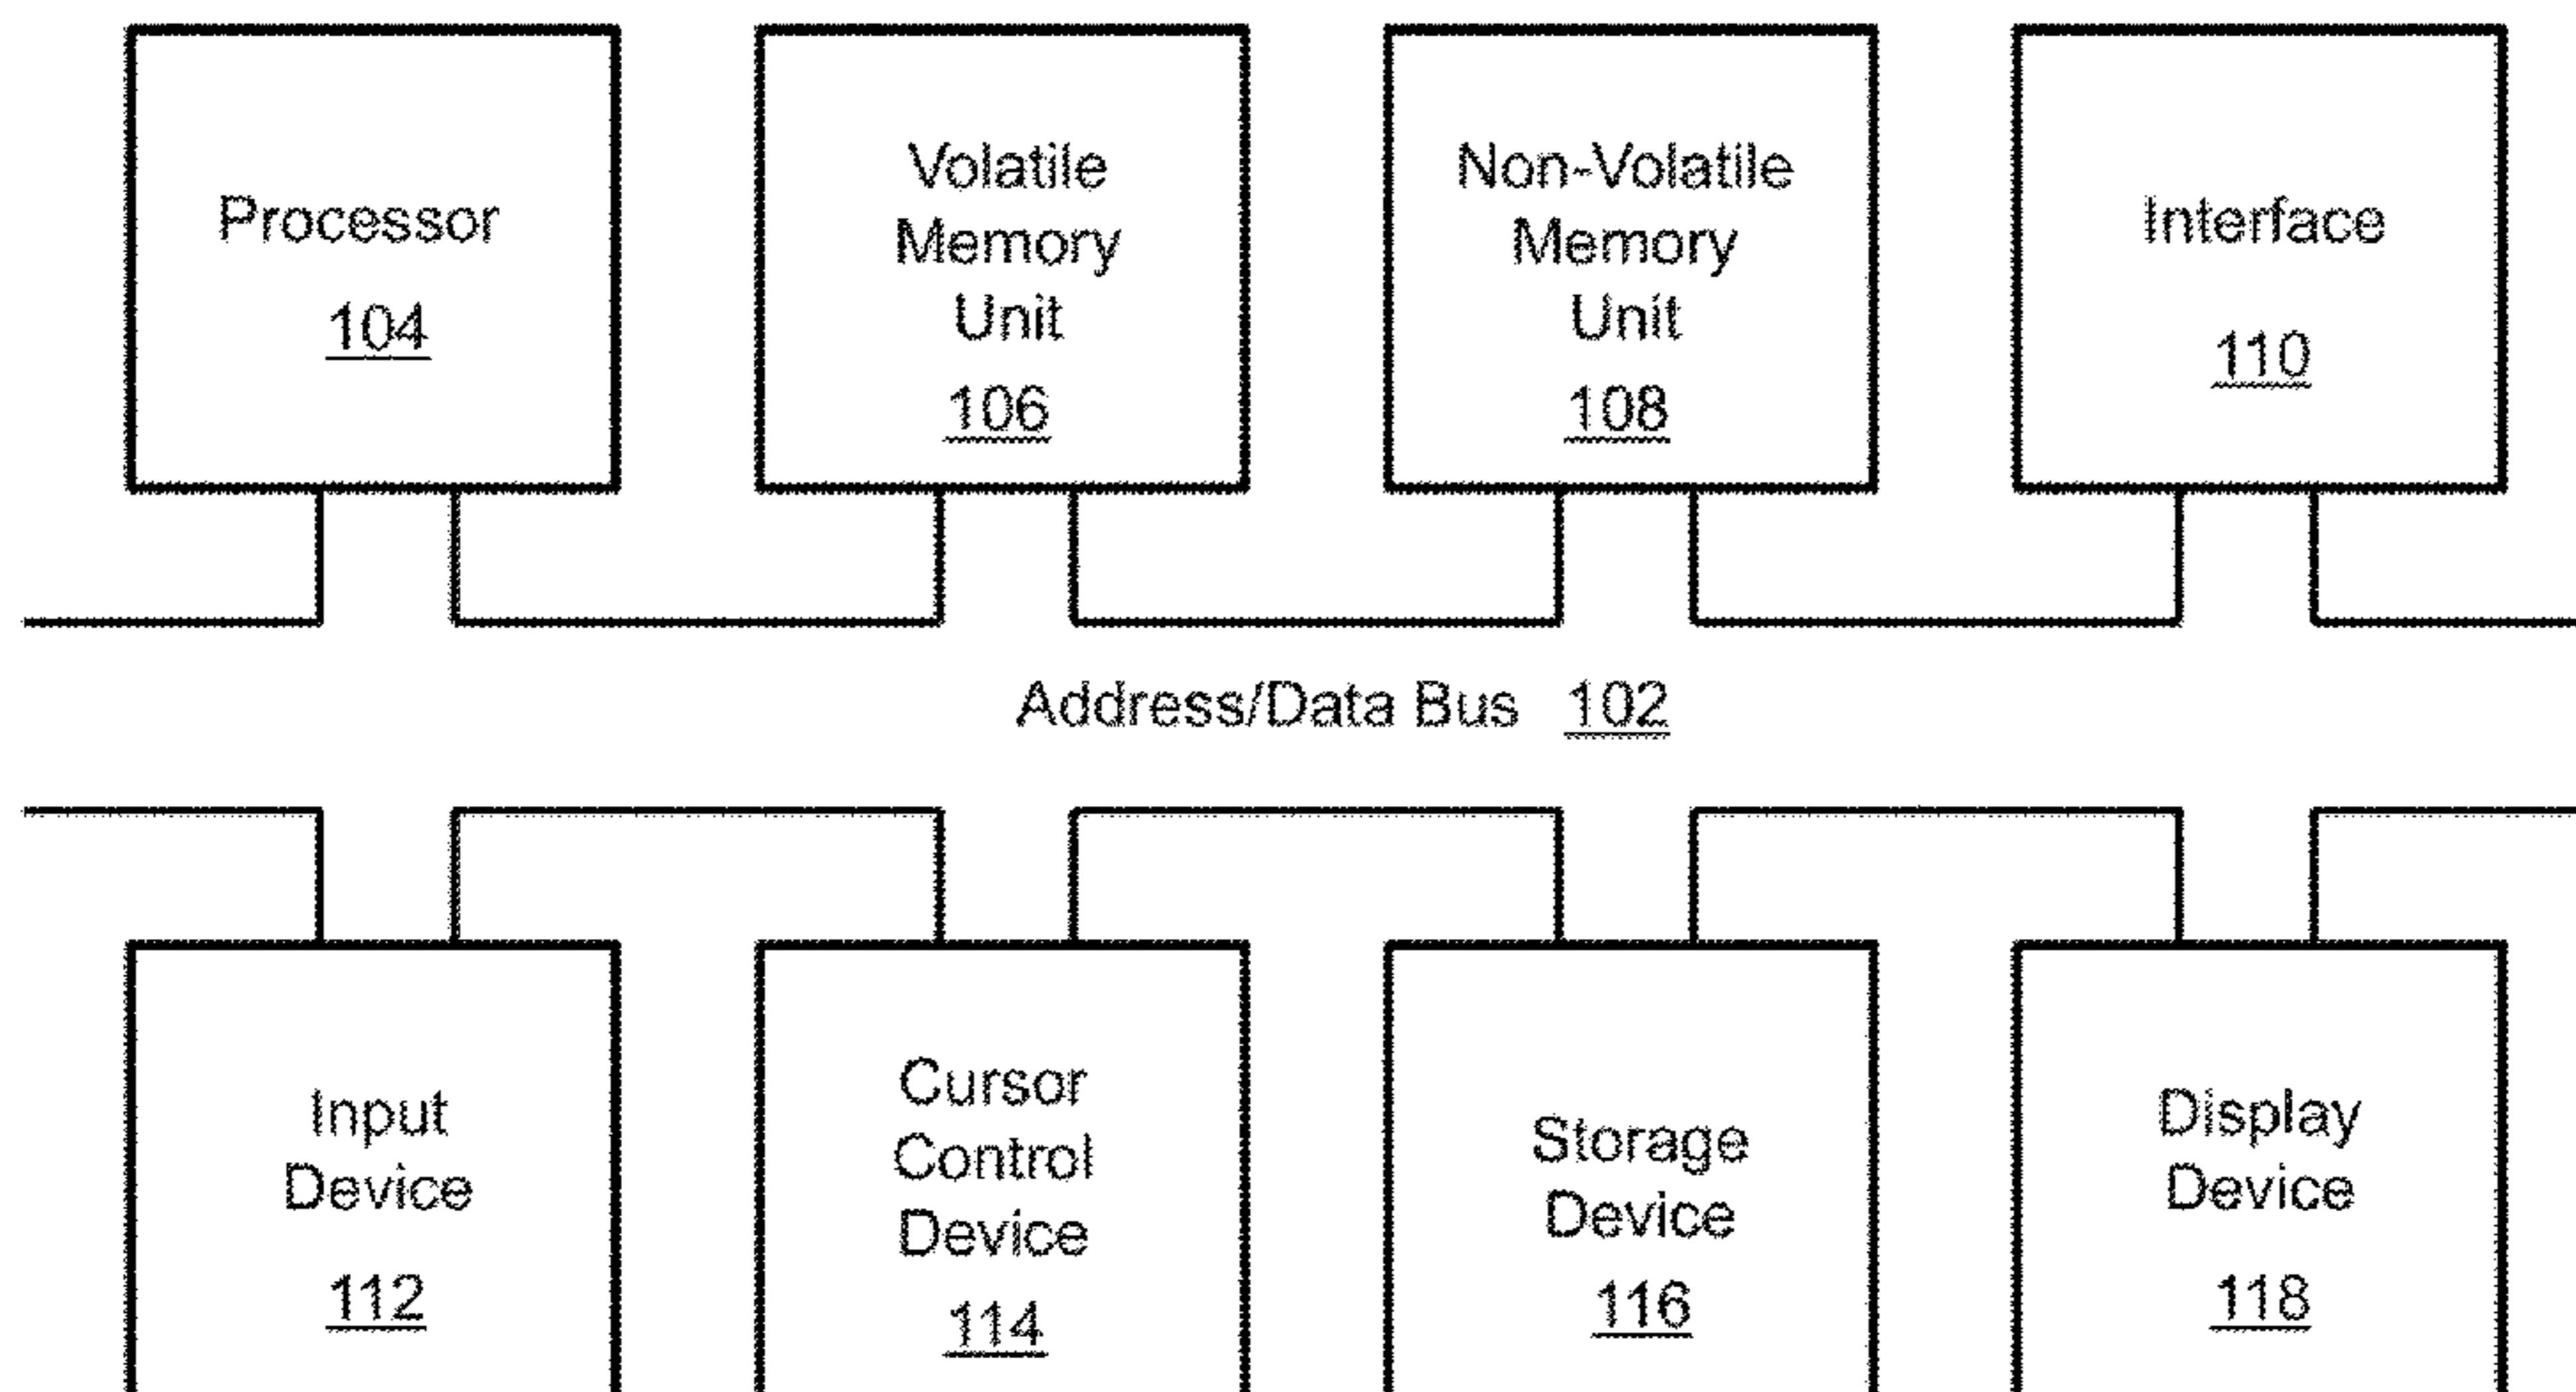 Processor
104
Volatile
Memory
Unit
106
Non-Volatile
Memory
Unit
108
Interface
110
Address/Data Bus 102
Input
Device
112
Cursor
Control
Device
114
Storage
Device
116
Display
Device
118